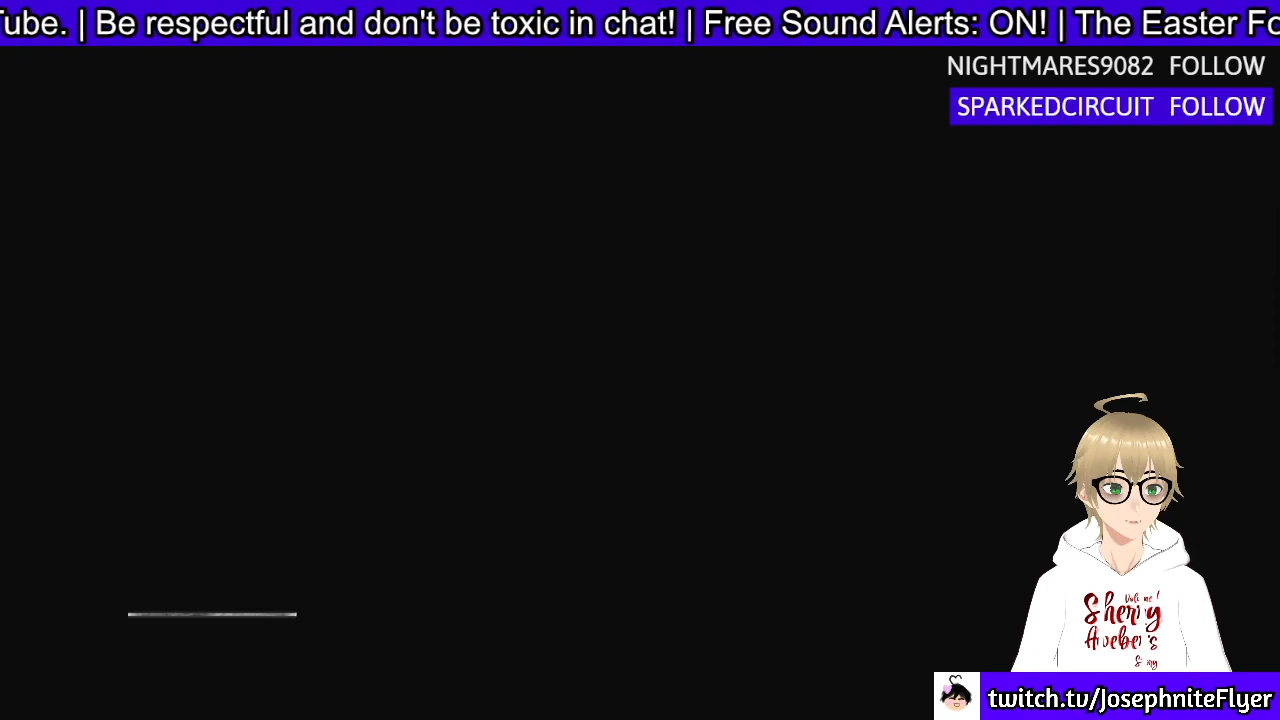 Tube. | Be respectful and don't be toxic in chat! | Free Sound Alerts: ON! | The Easter Fo
NIGHTMARES9082 FOLLOW
SPARKEDCIRCUIT FOLLOW
Sherry
S
twitch.tv/JosephniteFlyer